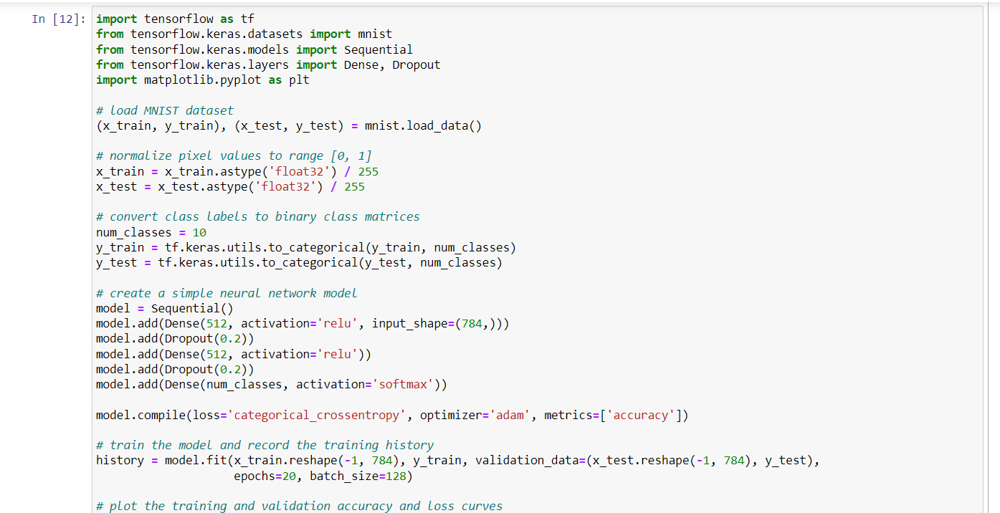 In [12]: import tensorflow as tf
from tensorflow.keras.datasets import mnist
from tensorflow.keras.models import Sequential
from tensorflow.keras.layers import Dense, Dropout
import matplotlib.pyplot as plt

# load MNIST dataset
(x_train, y_train), (x_test, y_test) = mnist.load_data()

# normalize pixel values to range [0, 1]
x_train = x_train.astype('float32') / 255
x_test = x_test.astype('float32') / 255

# convert class labels to binary class matrices
num_classes = 10
y_train = tf.keras.utils.to_categorical(y_train, num_classes)
y_test = tf.keras.utils.to_categorical(y_test, num_classes)

# create a simple neural network model
model = Sequential()
model.add(Dense(512, activation='relu', input_shape=(784,)))
model.add(Dropout(0.2))
model.add(Dense(512, activation='relu'))
model.add(Dropout(0.2))
model.add(Dense(num_classes, activation='softmax'))

model.compile(loss='categorical_crossentropy', optimizer='adam', metrics=['accuracy'])

# train the model and record the training history
history = model.fit(x_train.reshape(-1, 784), y_train, validation_data=(x_test.reshape(-1, 784), y_test),
                    epochs=20, batch_size=128)

# plot the training and validation accuracy and loss curves